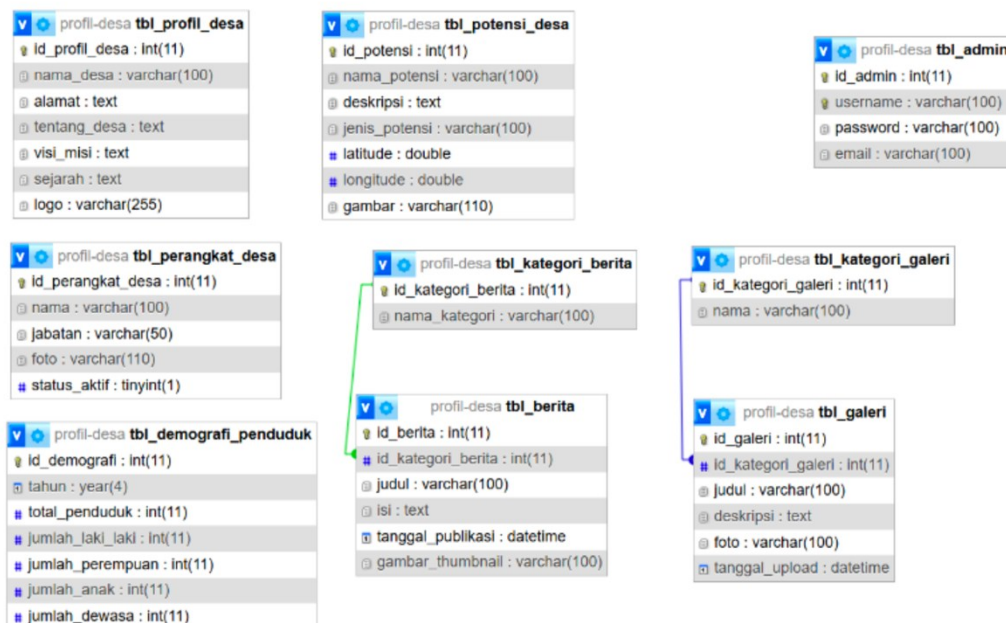 profil-desa tbl_profil_desa
id_profil_desa : int(11)
nama_desa : varchar(100)
alamat : text
tentang_desa : text
visi_misi : text
sejarah : text
logo : varchar(255)
profil-desa tbl_potensi_desa
id_potensi : int(11)
nama_potensi : varchar(100)
deskripsi : text
jenis_potensi : varchar(100)
# latitude : double
# longitude : double
gambar : varchar(110)
profil-desa tbl_admin
id_admin : int(11)
username : varchar(100)
password : varchar(100)
email : varchar(100)
profil-desa tbl_perangkat_desa
id_perangkat_desa : int(11)
nama : varchar(100)
jabatan : varchar(50)
foto : varchar(110)
# status_aktif : tinyint(1)
profil-desa tbl_kategori_berita
id_kategori_berita : int(11)
nama_kategori : varchar(100)
profil-desa tbl_kategori_galeri
id_kategori_galeri : int(11)
nama : varchar(100)
profil-desa tbl_demografi_penduduk
id_demografi : int(11)
tahun : year(4)
# total_penduduk : int(11)
# jumlah_laki_laki : int(11)
# jumlah_perempuan : int(11)
# jumlah_anak : int(11)
# jumlah_dewasa : int(11)
profil-desa tbl_berita
id_berita : int(11)
# id_kategori_berita : int(11)
judul : varchar(100)
isi : text
tanggal_publikasi : datetime
gambar_thumbnail : varchar(100)
profil-desa tbl_galeri
id_galeri : int(11)
# id_kategori_galeri : int(11)
judul : varchar(100)
deskripsi : text
foto : varchar(100)
tanggal_upload : datetime